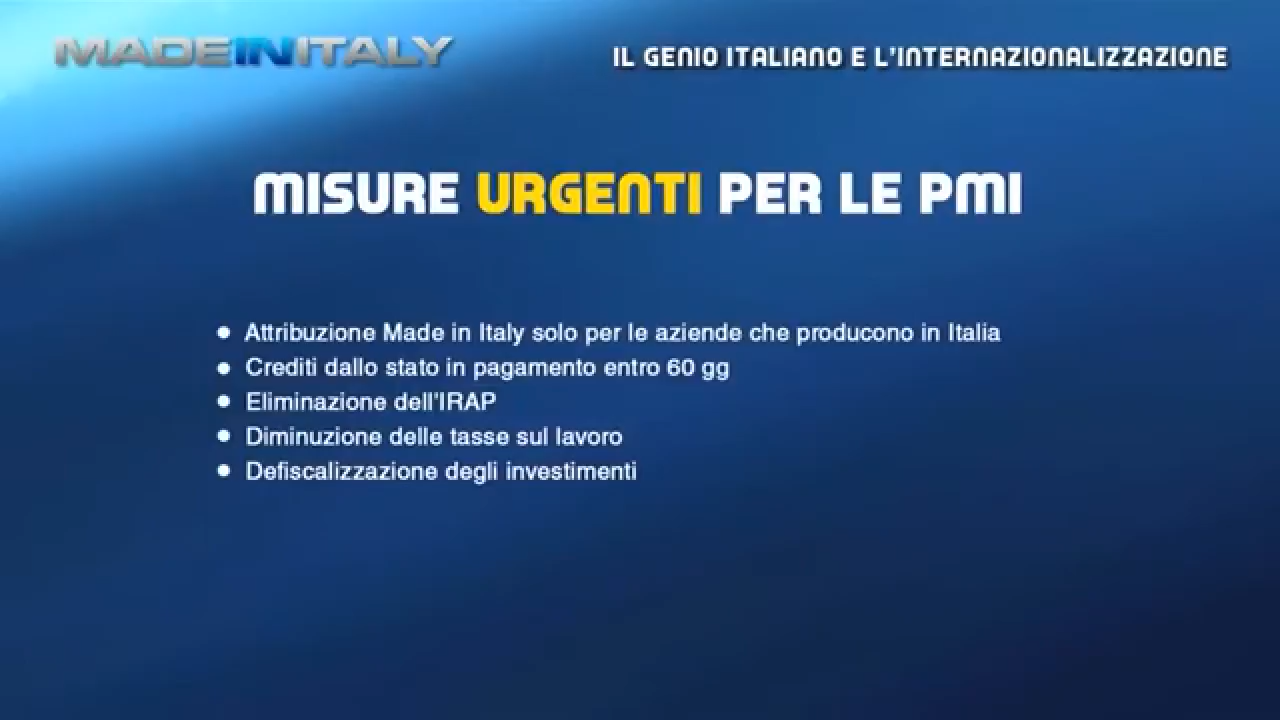 MADEINITALY
IL GENIO ITALIANO E L'INTERNAZIONALIZZAZIONE
MISURE URGENTI PER LE PMI
● Attribuzione Made in Italy solo per le aziende che producono in Italia
● Crediti dallo stato in pagamento entro 60 gg
● Eliminazione dell'IRAP
● Diminuzione delle tasse sul lavoro
● Defiscalizzazione degli investimenti